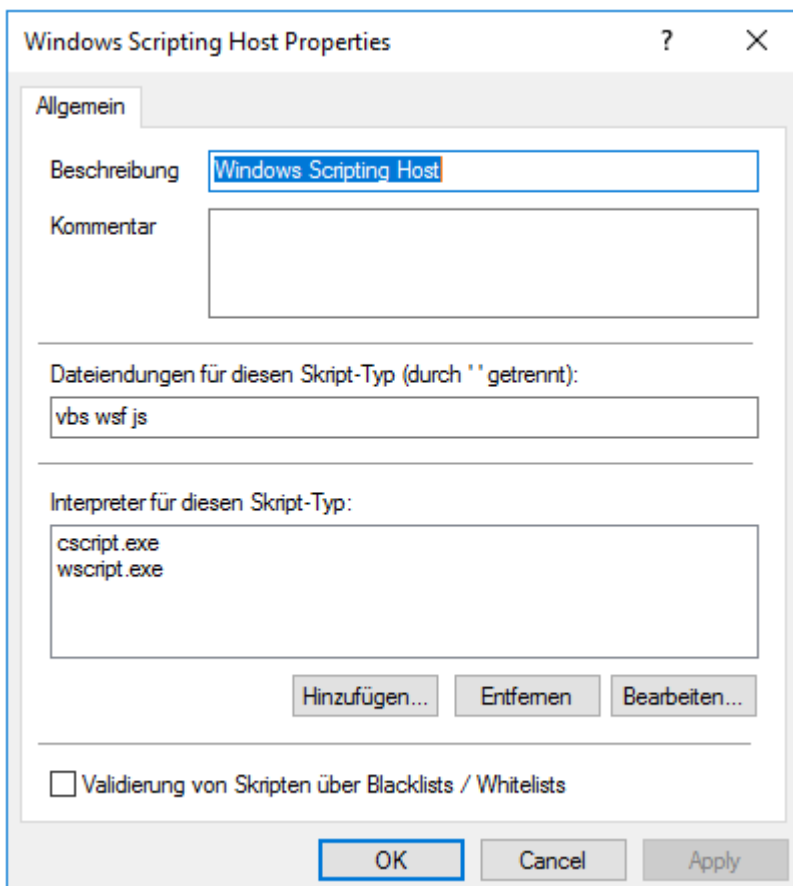 Windows Scripting Host Properties ? ×
Allgemein
Beschreibung Windows Scripting Host
Kommentar
Dateiendungen für diesen Skript-Typ (durch ' ' getrennt):
vbs wsf js
Interpreter für diesen Skript-Typ:
cscript.exe
wscript.exe
Hinzufügen... Entfernen Bearbeiten...
Validierung von Skripten über Blacklists / Whitelists
OK Cancel Apply